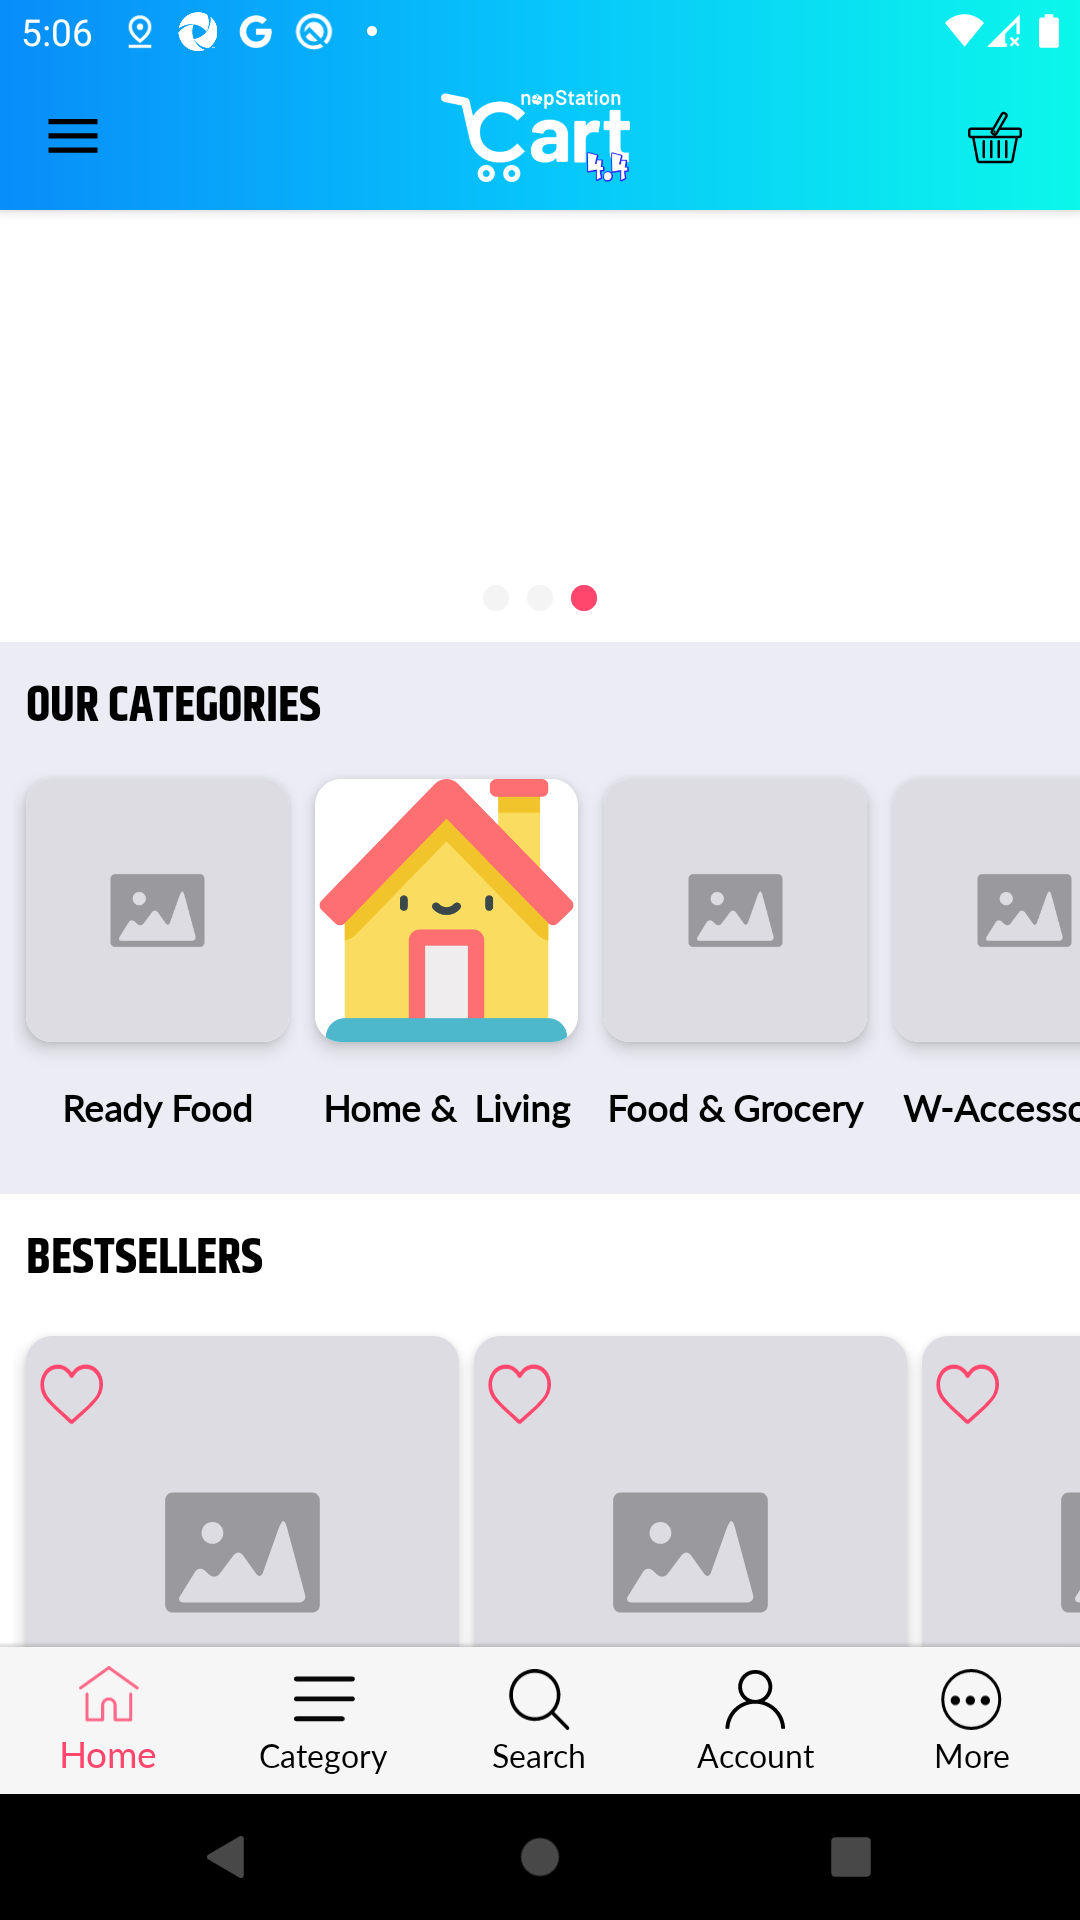 5:06
nopStation
Cart
4.4
OUR CATEGORIES
Ready Food
Home &  Living
Food & Grocery
W-Accesso
BESTSELLERS
Home
Category
Search
Account
More